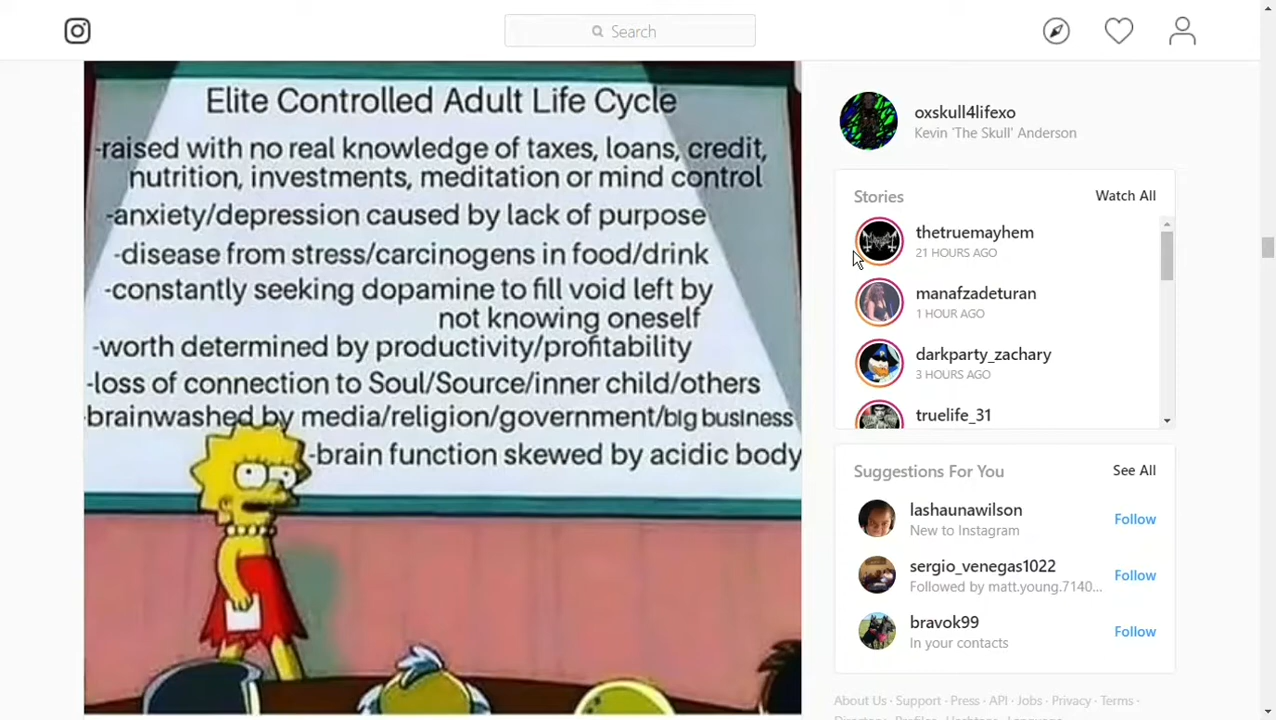 Search
Elite Controlled Adult Life Cycle
-raised with no real knowledge of taxes, loans, credit,
nutrition, investments, meditation or mind control
-anxiety/depression caused by lack of purpose
-disease from stress/carcinogens in food/drink
-constantly seeking dopamine to fill void left by
not knowing oneself
-worth determined by productivity/profitability
-loss of connection to Soul/Source/inner child/others
-brainwashed by media/religion/government/big business
-brain function skewed by acidic body
oxskull4lifexo
Kevin 'The Skull' Anderson
Stories Watch All
thetruemayhem
21 HOURS AGO
manafzadeturan
1 HOUR AGO
darkparty_zachary
3 HOURS AGO
truelife_31
Suggestions For You See All
lashaunawilson
New to Instagram
Follow
sergio_venegas1022
Followed by matt.young.7140...
Follow
bravok99
In your contacts
Follow
About Us · Support · Press · API · Jobs · Privacy · Terms ·